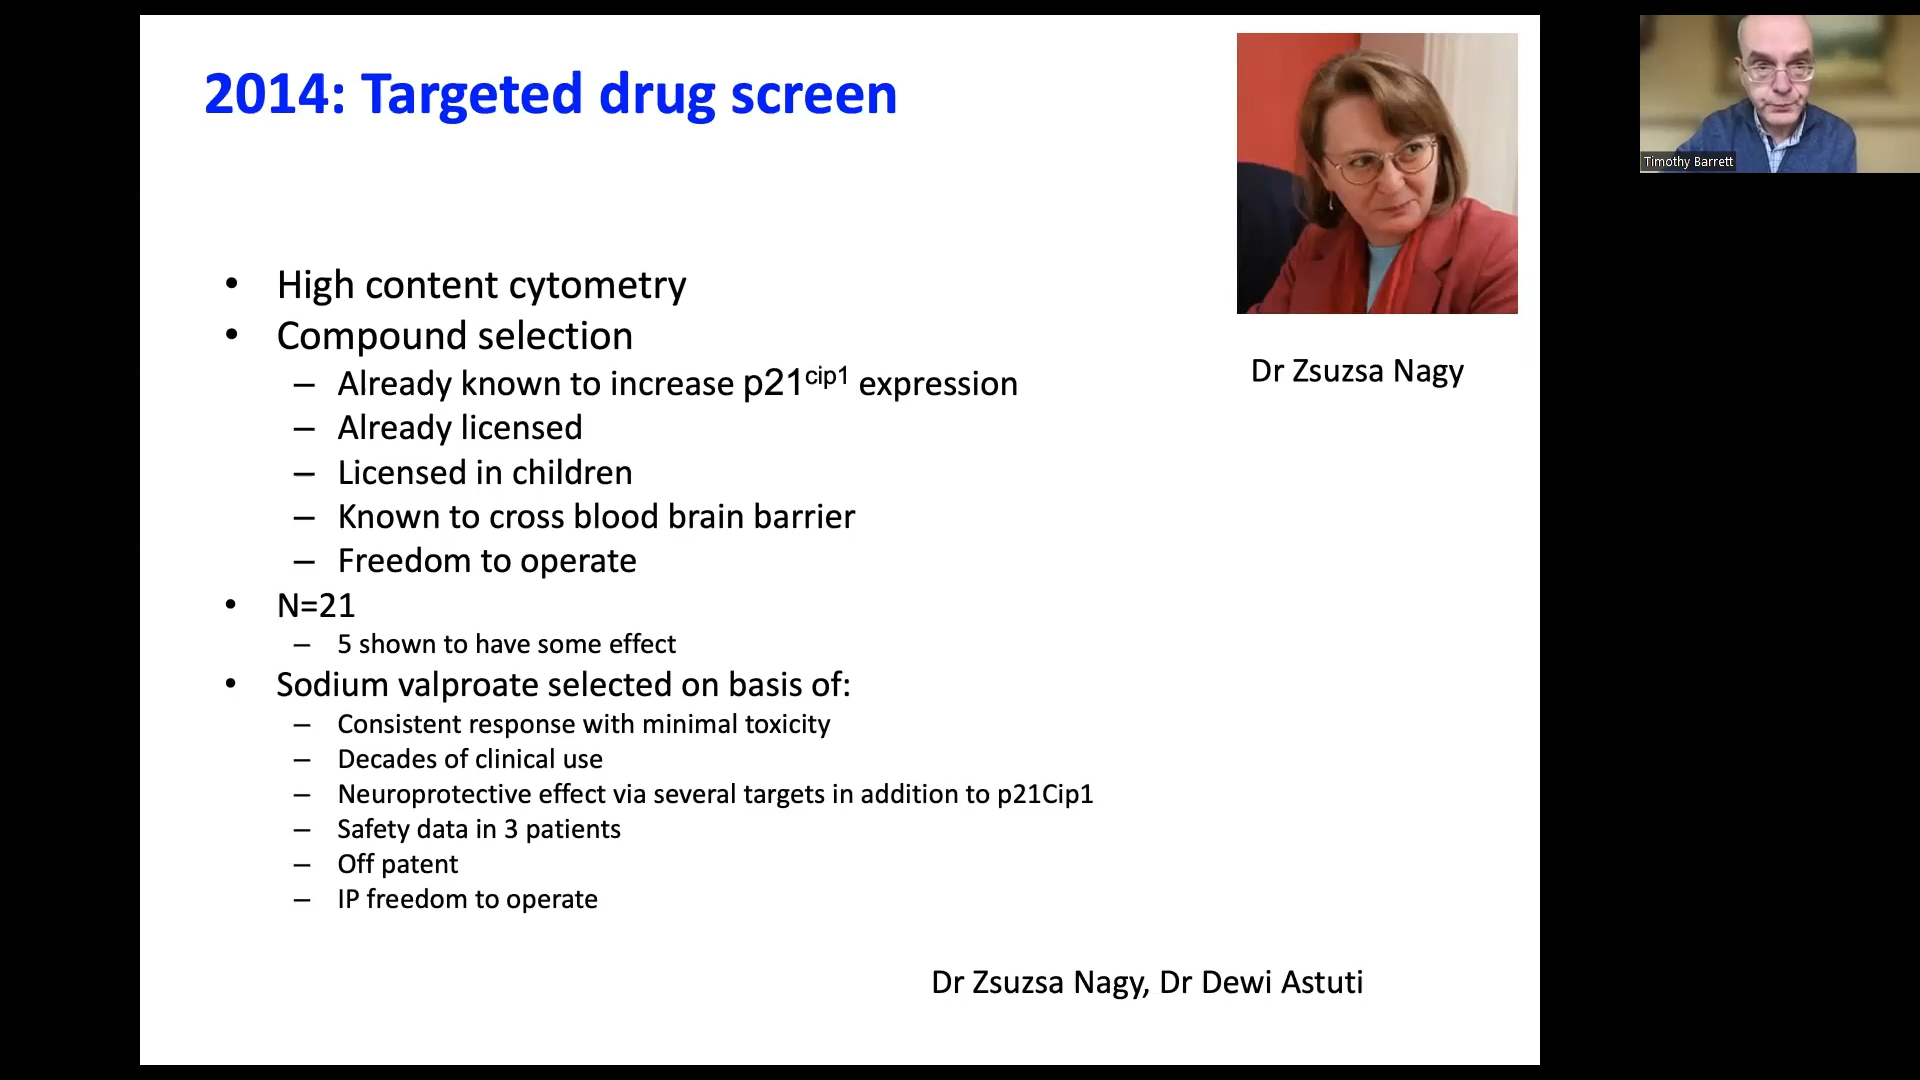 2014: Targeted drug screen
• High content cytometry
• Compound selection
– Already known to increase p21cip1 expression
– Already licensed
– Licensed in children
– Known to cross blood brain barrier
– Freedom to operate
• N=21
– 5 shown to have some effect
• Sodium valproate selected on basis of:
– Consistent response with minimal toxicity
– Decades of clinical use
– Neuroprotective effect via several targets in addition to p21Cip1
– Safety data in 3 patients
– Off patent
– IP freedom to operate
Dr Zsuzsa Nagy
Dr Zsuzsa Nagy, Dr Dewi Astuti
Timothy Barrett